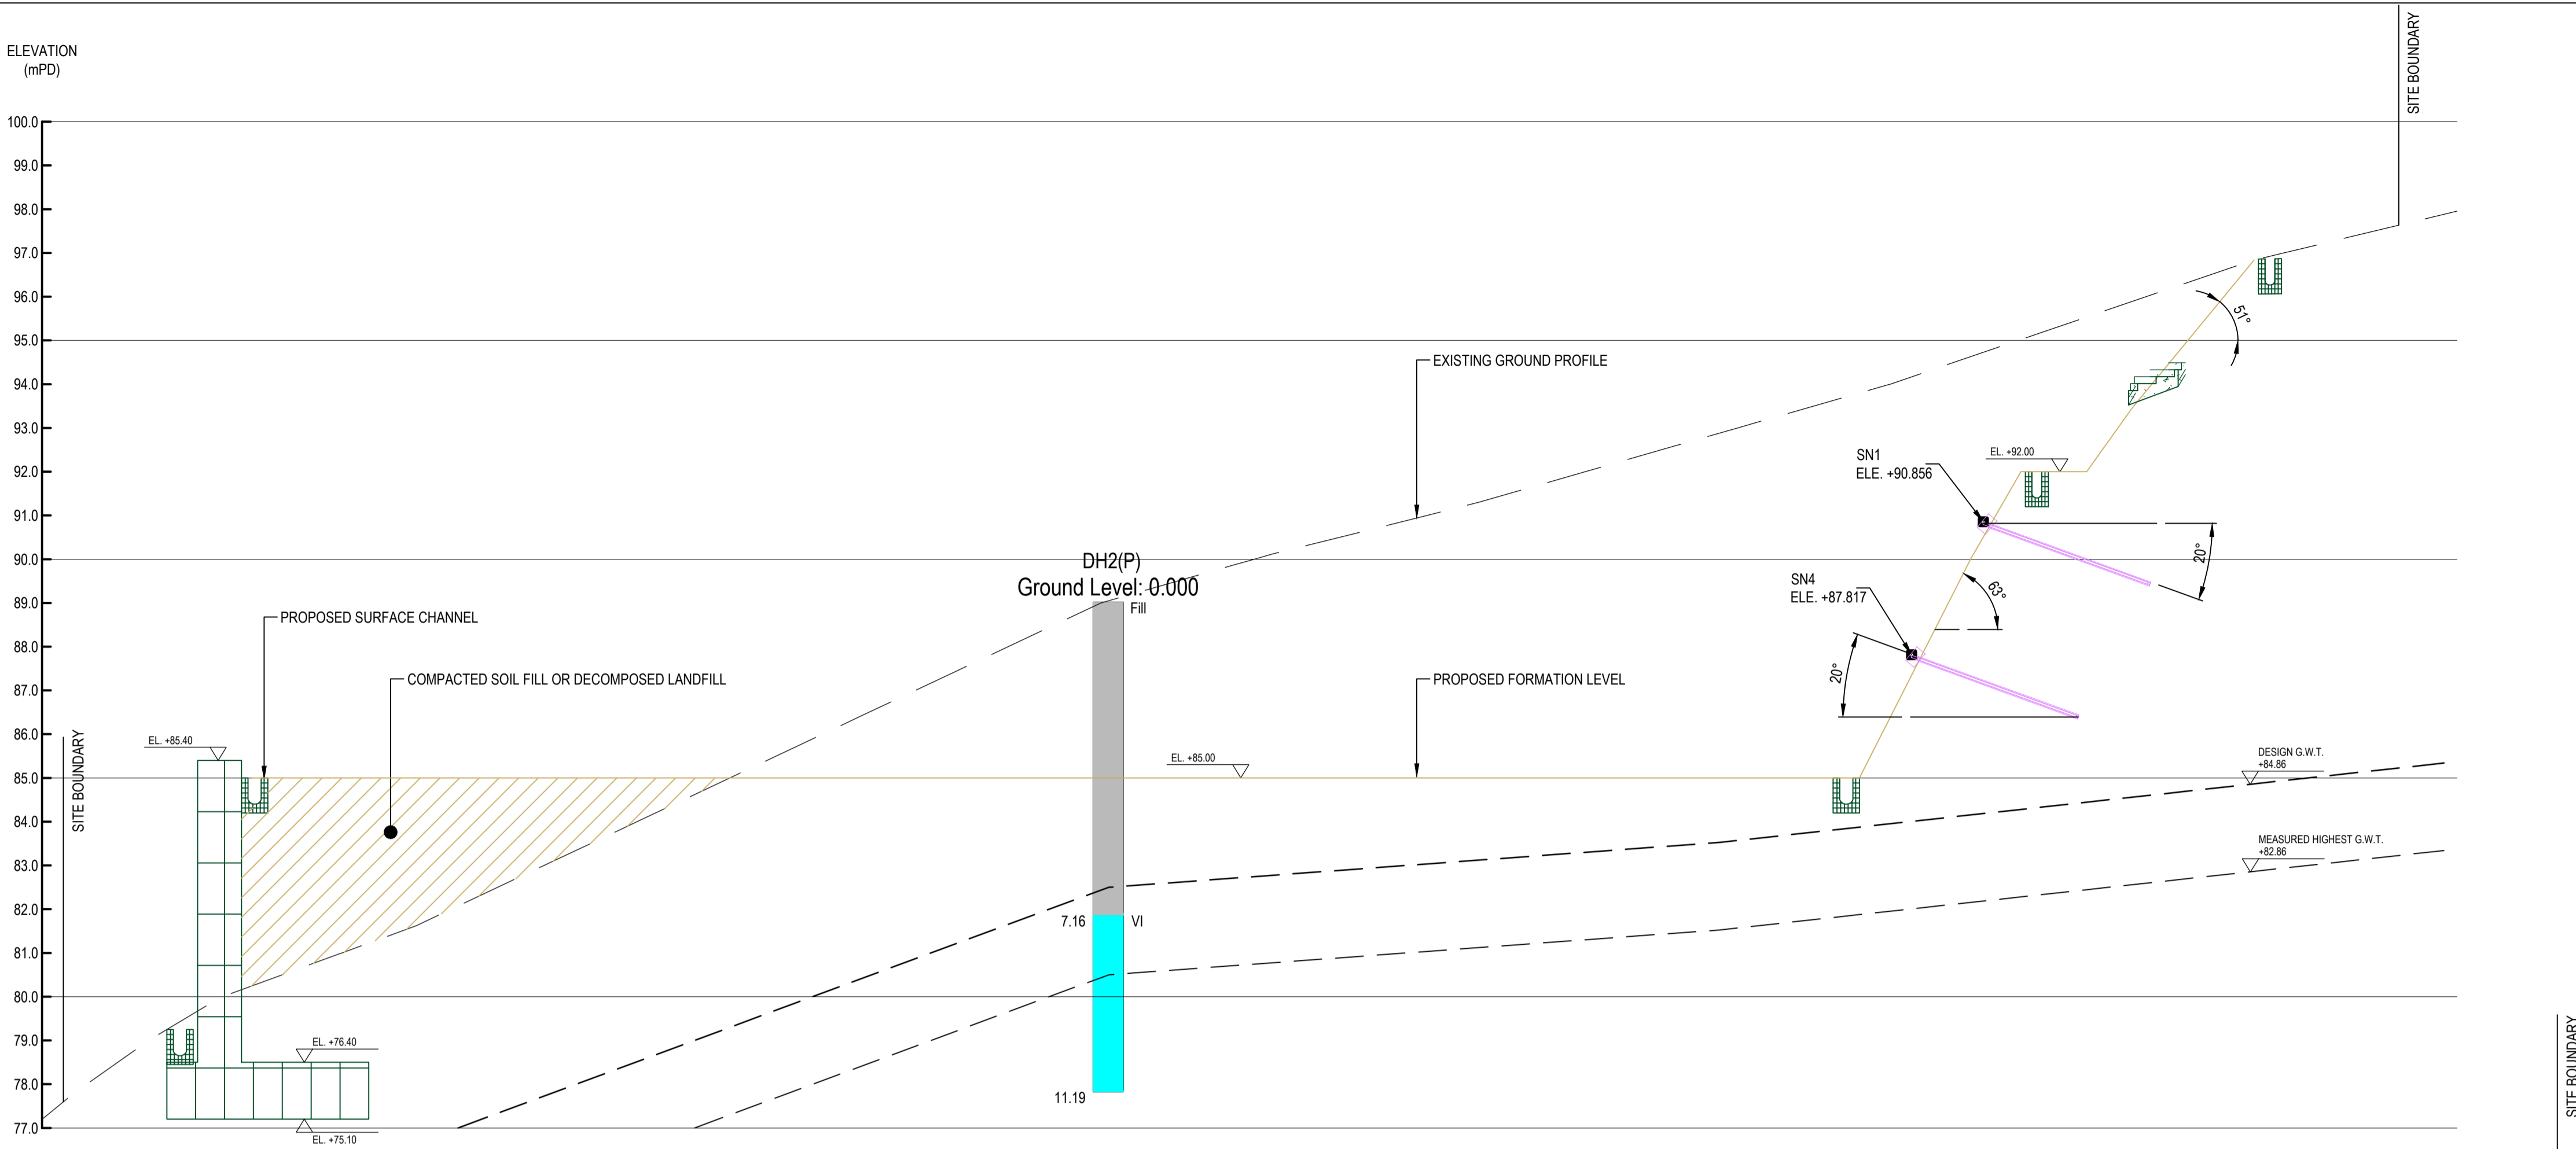 ELEVATION
(mPD)
SITE BOUNDARY
100.0
99.0
98.0
97.0
96.0
95.0
94.0
93.0
92.0
91.0
90.0
89.0
88.0
87.0
86.0
85.0
84.0
83.0
82.0
81.0
80.0
79.0
78.0
77.0
51°
EXISTING GROUND PROFILE
SN1
ELE. +90.856
EL. +92.00
20°
DH2(P)
Ground Level: 0.000
Fill
63°
SN4
ELE. +87.817
20°
PROPOSED SURFACE CHANNEL
COMPACTED SOIL FILL OR DECOMPOSED LANDFILL
PROPOSED FORMATION LEVEL
SITE BOUNDARY
EL. +85.40
EL. +85.00
DESIGN G.W.T.
+84.86
MEASURED HIGHEST G.W.T.
+82.86
7.16
VI
EL. +76.40
11.19
EL. +75.10
SITE BOUNDARY